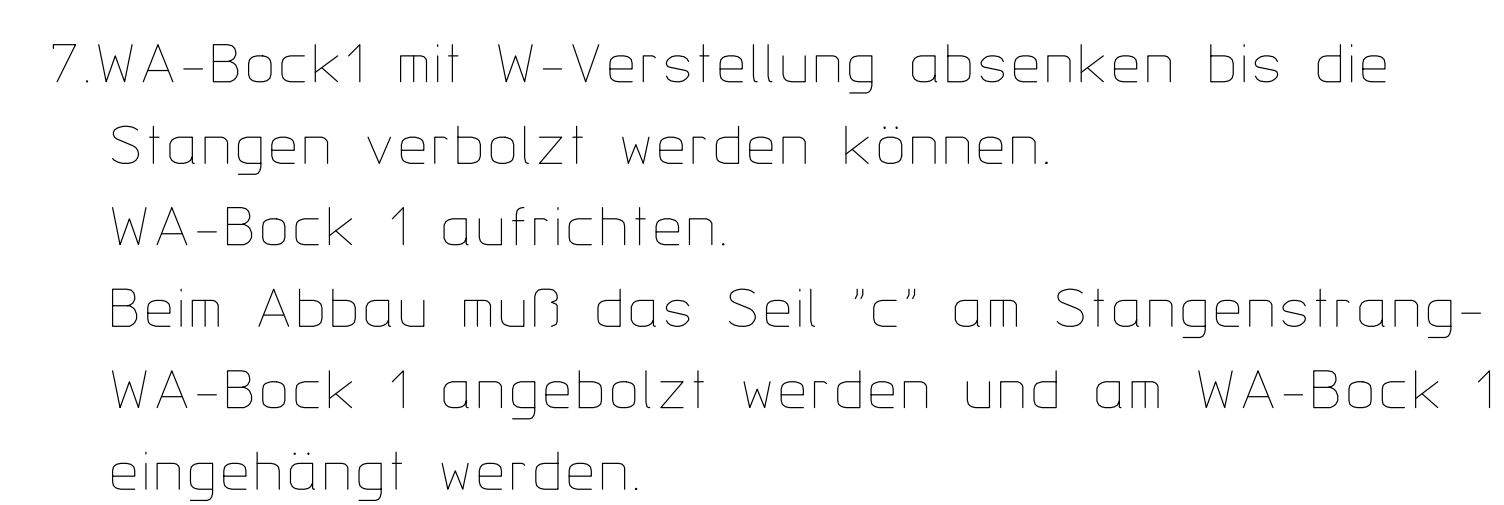 7.WA-Bock1 mit W-Verstellung absenken bis die
Stangen verbolzt werden können.
WA-Bock 1 aufrichten.
Beim Abbau muß das Seil "c" am Stangenstrang-
WA-Bock 1 angebolzt werden und am WA-Bock 1
eingehängt werden.